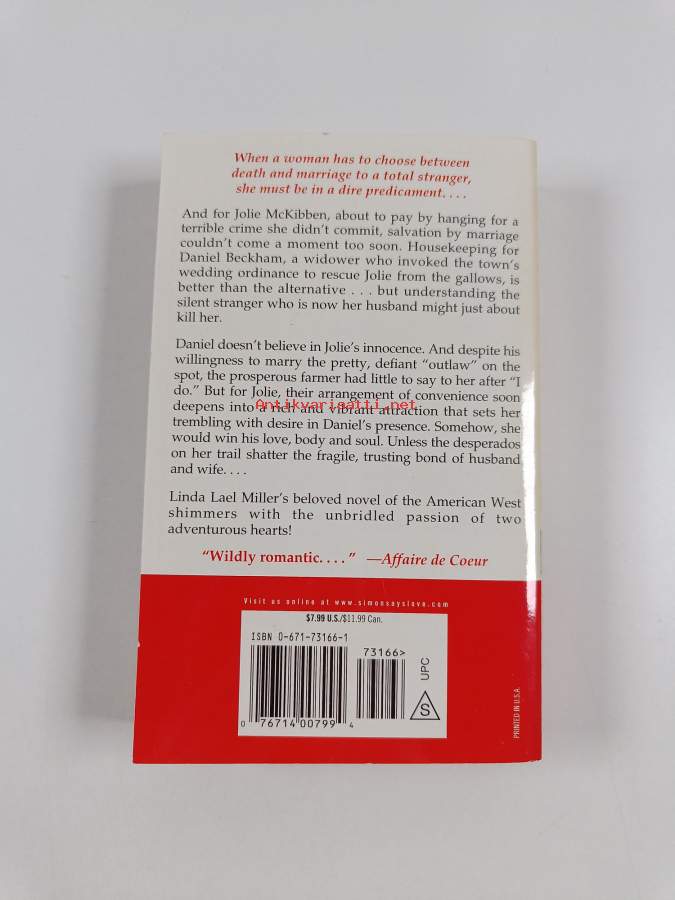 When a woman has to choose between
death and marriage to a total stranger,
she must be in a dire predicament. . . .
And for Jolie McKibben, about to pay by hanging for a
terrible crime she didn't commit, salvation by marriage
couldn't come a moment too soon. Housekeeping for
Daniel Beckham, a widower who invoked the town's
wedding ordinance to rescue Jolie from the gallows, is
better than the alternative . . . but understanding the
silent stranger who is now her husband might just about
kill her.
Daniel doesn't believe in Jolie's innocence. And despite his
willingness to marry the pretty, defiant "outlaw" on the
spot, the prosperous farmer had little to say to her after "I
do." But for Jolie, their arrangement of convenience soon
deepens into a rich and vibrant attraction that sets her
Antikvariaatti.net
trembling with desire in Daniel's presence. Somehow, she
would win his love, body and soul. Unless the desperados
on her trail shatter the fragile, trusting bond of husband
and wife. . . .
Linda Lael Miller's beloved novel of the American West
shimmers with the unbridled passion of two
adventurous hearts!
"Wildly romantic. . . ." —Affaire de Coeur
Visit us online at www.simonsayslove.com
$7.99 U.S./$11.99 Can.
ISBN 0-671-73166-1
73166>
0 76714 00799 4
UPC
S
PRINTED IN U.S.A.